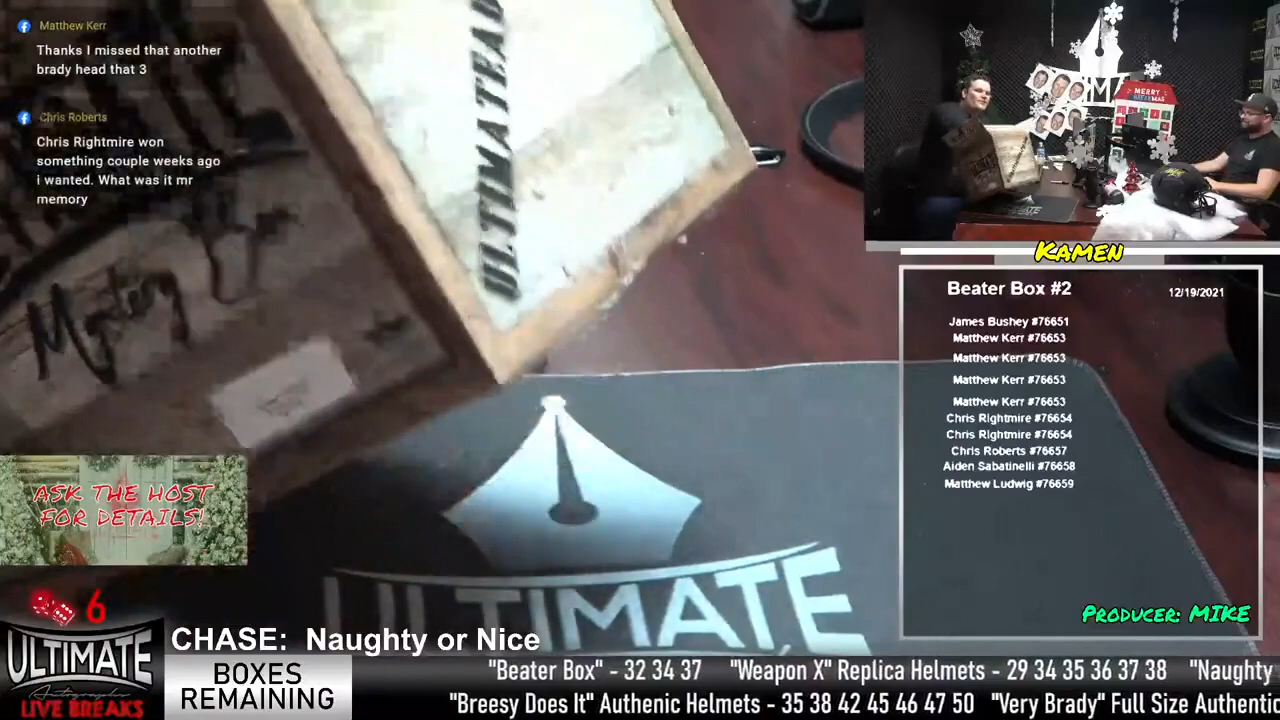 Matthew Kerr
Thanks I missed that another
brady head that 3
Chris Roberts
Chris Rightmire won
something couple weeks ago
i wanted. What was it mr
memory
ULTIMATE
Mystery
MERRY
KAMEN
Beater Box #2
12/19/2021
James Bushey #76651
Matthew Kerr #76653
Matthew Kerr #76653
Matthew Kerr #76653
Matthew Kerr #76653
Chris Rightmire #76654
Chris Rightmire #76654
Chris Roberts #76657
Aiden Sabatinelli #76658
Matthew Ludwig #76659
PRODUCER: MIKE
ASK THE HOST
FOR DETAILS!
ULTIMATE
6
ULTIMATE
Autographs
LIVE BREAKS
CHASE: Naughty or Nice
BOXES
REMAINING
"Beater Box" - 32 34 37 "Weapon X" Replica Helmets - 29 34 35 36 37 38 "Naughty
"Breesy Does It" Authenic Helmets - 35 38 42 45 46 47 50 "Very Brady" Full Size Authentic